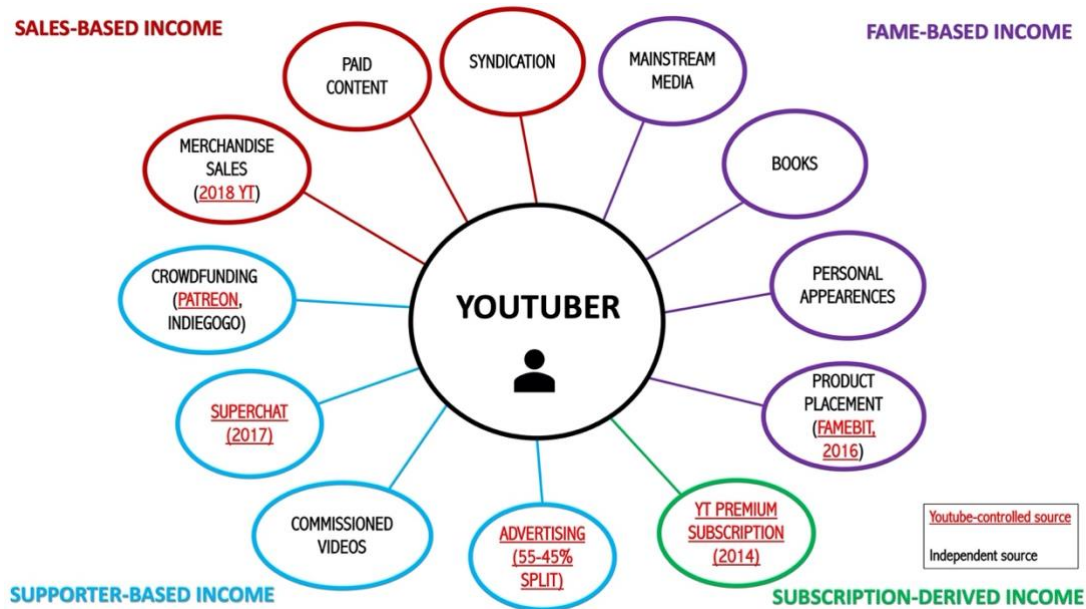 SALES-BASED INCOME
FAME-BASED INCOME
PAID
CONTENT
SYNDICATION
MAINSTREAM
MEDIA
MERCHANDISE
SALES
(2018 YT)
BOOKS
CROWDFUNDING
(PATREON,
INDIEGOGO)
YOUTUBER
PERSONAL
APPEARENCES
SUPERCHAT
(2017)
PRODUCT
PLACEMENT
(FAMEBIT,
2016)
COMMISSIONED
VIDEOS
ADVERTISING
(55-45%
SPLIT)
YT PREMIUM
SUBSCRIPTION
(2014)
Youtube-controlled source
Independent source
SUPPORTER-BASED INCOME
SUBSCRIPTION-DERIVED INCOME